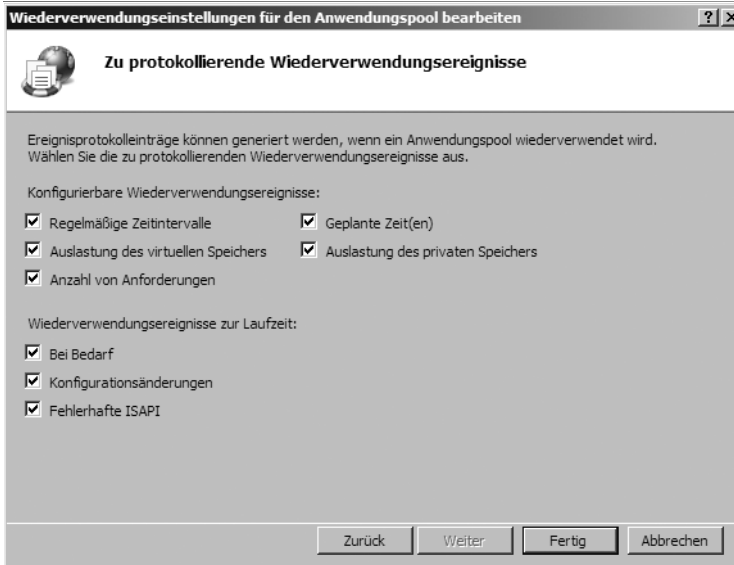 Wiederverwendungseinstellungen für den Anwendungspool bearbeiten
Zu protokollierende Wiederverwendungsereignisse
Ereignisprotokolleinträge können generiert werden, wenn ein Anwendungspool wiederverwendet wird.
Wählen Sie die zu protokollierenden Wiederverwendungsereignisse aus.
Konfigurierbare Wiederverwendungsereignisse:
Regelmäßige Zeitintervalle Geplante Zeit(en)
Auslastung des virtuellen Speichers Auslastung des privaten Speichers
Anzahl von Anforderungen
Wiederverwendungsereignisse zur Laufzeit:
Bei Bedarf
Konfigurationsänderungen
Fehlerhafte ISAPI
Zurück Weiter Fertig Abbrechen